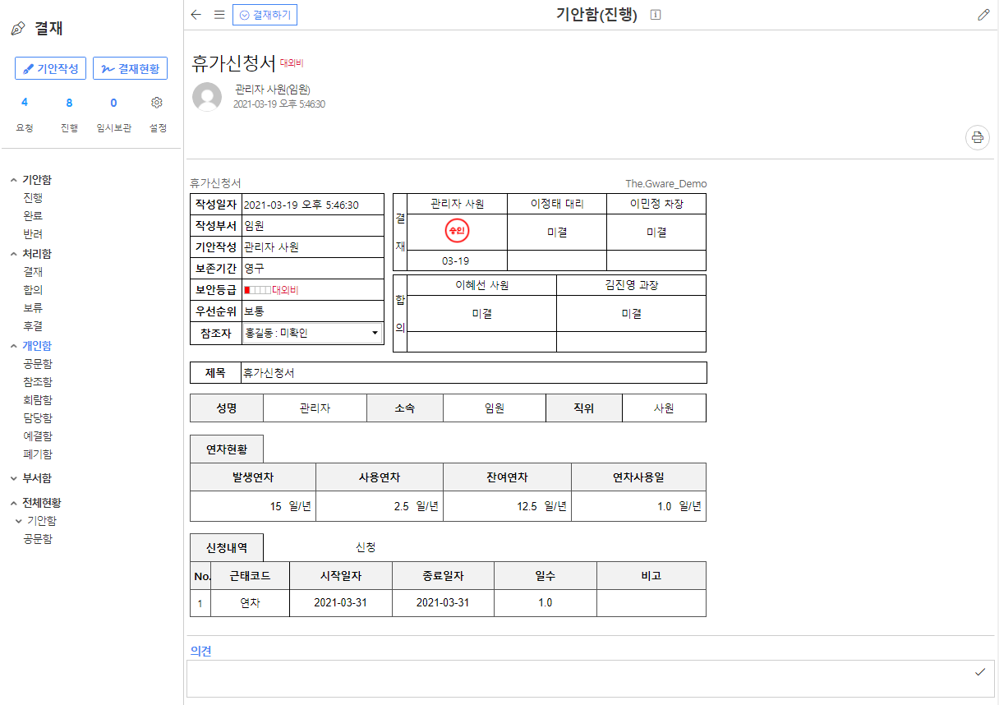 결재
기안작성 결재현황
4 8 0
요청 진행 임시보관 설정
기안함
진행
완료
반려
처리함
결재
합의
보류
후결
개인함
공문함
참조함
회람함
담당함
예결함
폐기함
부서함
전체현황
기안함
공문함
결재하기
기안함(진행)
휴가신청서 대외비
관리자 사원(임원)
2021-03-19 오후 5:46:30
휴가신청서 The.Gware_Demo
작성일자 2021-03-19 오후 5:46:30
작성부서 임원
기안작성 관리자 사원
보존기간 영구
보안등급 대외비
우선순위 보통
참조자 홍길동 : 미확인
결재
관리자 사원 이정태 대리 이민정 차장
승인 미결 미결
03-19
합의
이혜선 사원 김진영 과장
미결 미결
제목 휴가신청서
성명 관리자 소속 임원 직위 사원
연차현황
발생연차 사용연차 잔여연차 연차사용일
15 일/년 2.5 일/년 12.5 일/년 1.0 일/년
신청내역 신청
No. 근태코드 시작일자 종료일자 일수 비고
1 연차 2021-03-31 2021-03-31 1.0
의견